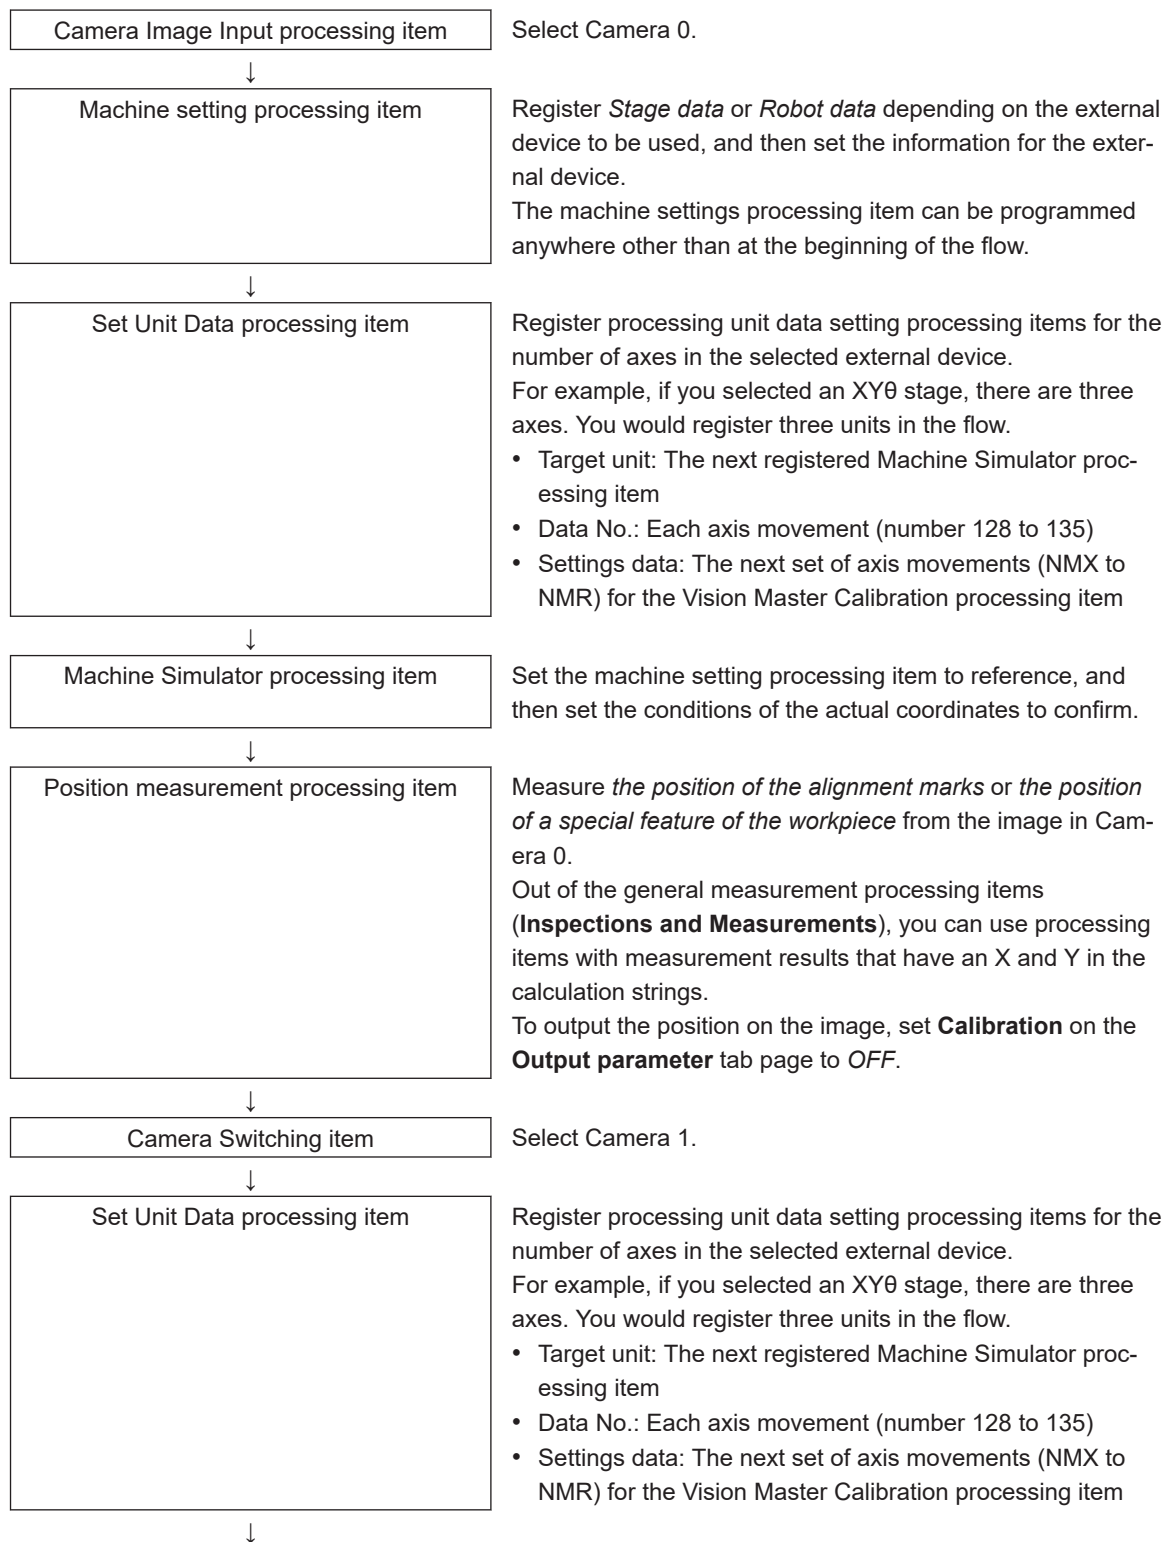 Camera Image Input processing item
Select Camera 0.
↓
Machine setting processing item
Register Stage data or Robot data depending on the external
device to be used, and then set the information for the exter-
nal device.
The machine settings processing item can be programmed
anywhere other than at the beginning of the flow.
↓
Set Unit Data processing item
Register processing unit data setting processing items for the
number of axes in the selected external device.
For example, if you selected an XYθ stage, there are three
axes. You would register three units in the flow.
• Target unit: The next registered Machine Simulator proc-
essing item
• Data No.: Each axis movement (number 128 to 135)
• Settings data: The next set of axis movements (NMX to
NMR) for the Vision Master Calibration processing item
↓
Machine Simulator processing item
Set the machine setting processing item to reference, and
then set the conditions of the actual coordinates to confirm.
↓
Position measurement processing item
Measure the position of the alignment marks or the position
of a special feature of the workpiece from the image in Cam-
era 0.
Out of the general measurement processing items
(Inspections and Measurements), you can use processing
items with measurement results that have an X and Y in the
calculation strings.
To output the position on the image, set Calibration on the
Output parameter tab page to OFF.
↓
Camera Switching item
Select Camera 1.
↓
Set Unit Data processing item
Register processing unit data setting processing items for the
number of axes in the selected external device.
For example, if you selected an XYθ stage, there are three
axes. You would register three units in the flow.
• Target unit: The next registered Machine Simulator proc-
essing item
• Data No.: Each axis movement (number 128 to 135)
• Settings data: The next set of axis movements (NMX to
NMR) for the Vision Master Calibration processing item
↓